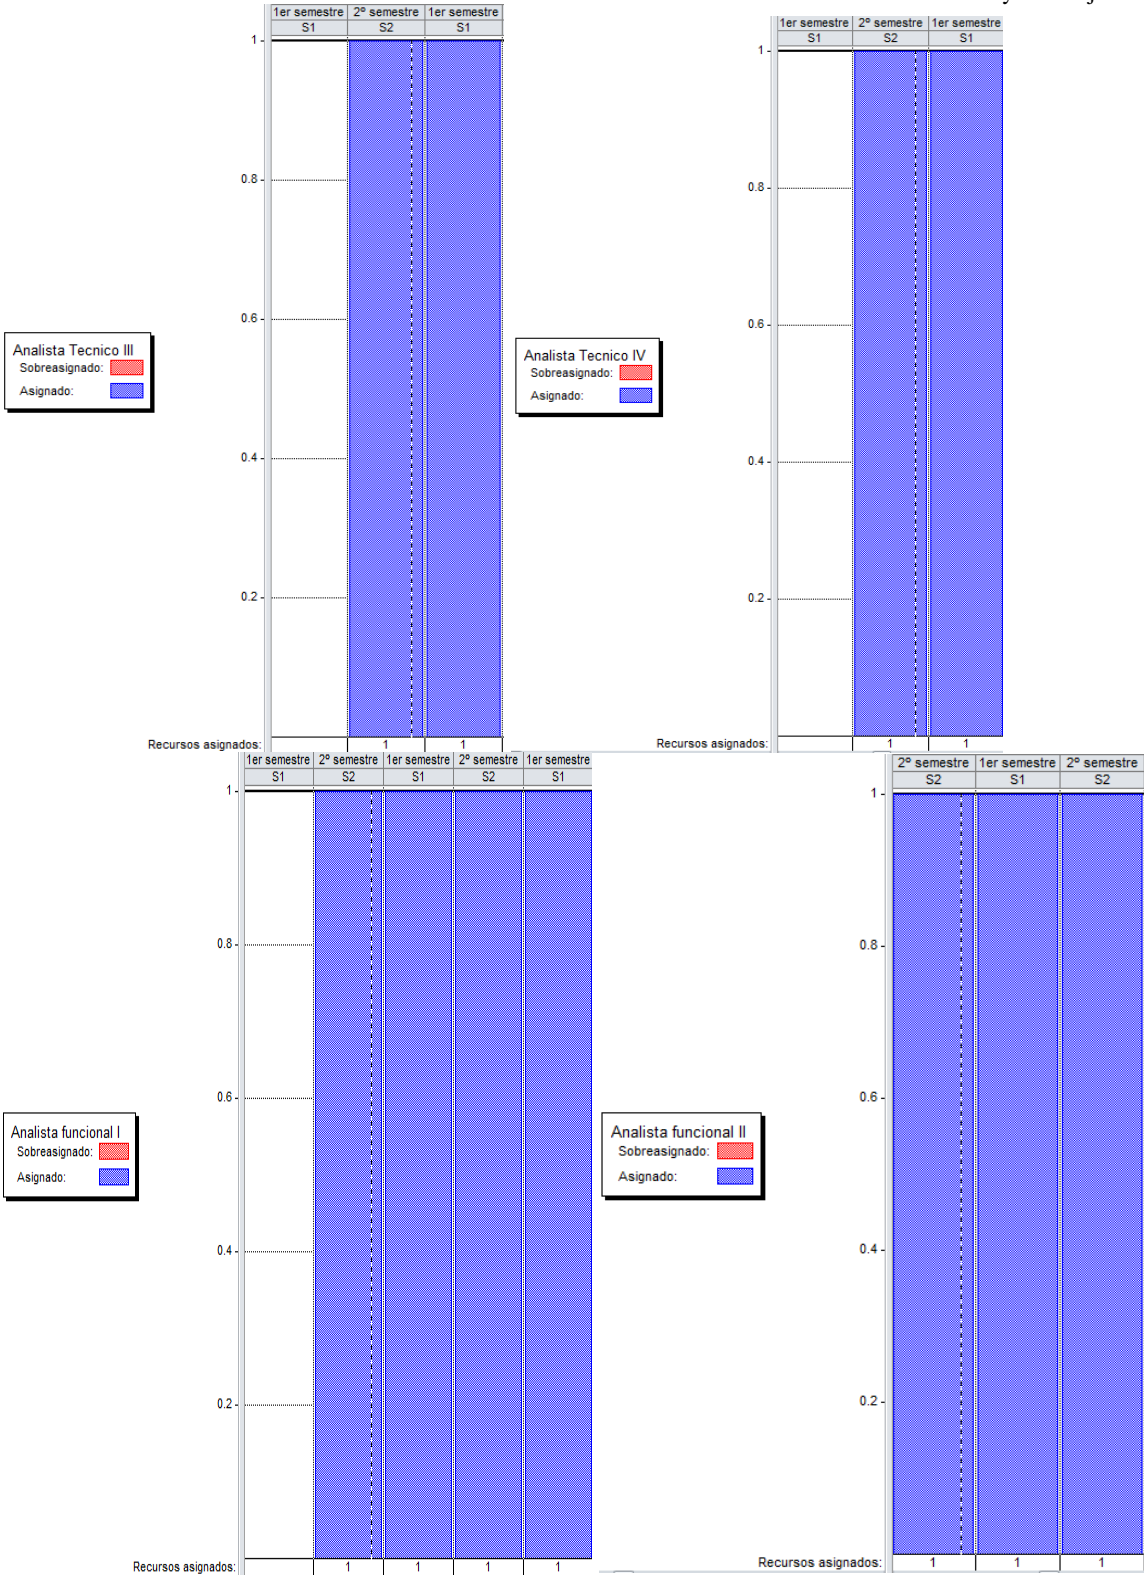 1er semestre 2º semestre 1er semestre
S1 S2 S1
1
0.8
0.6
0.4
0.2
Analista Tecnico III
Sobreasignado:
Asignado:
Recursos asignados: 1 1
1er semestre 2º semestre 1er semestre
S1 S2 S1
1
0.8
0.6
0.4
0.2
Analista Tecnico IV
Sobreasignado:
Asignado:
Recursos asignados: 1 1
1er semestre 2º semestre 1er semestre 2º semestre 1er semestre
S1 S2 S1 S2 S1
1
0.8
0.6
0.4
0.2
Analista funcional I
Sobreasignado:
Asignado:
Recursos asignados: 1 1 1 1
2º semestre 1er semestre 2º semestre
S2 S1 S2
1
0.8
0.6
0.4
0.2
Analista funcional II
Sobreasignado:
Asignado:
Recursos asignados: 1 1 1